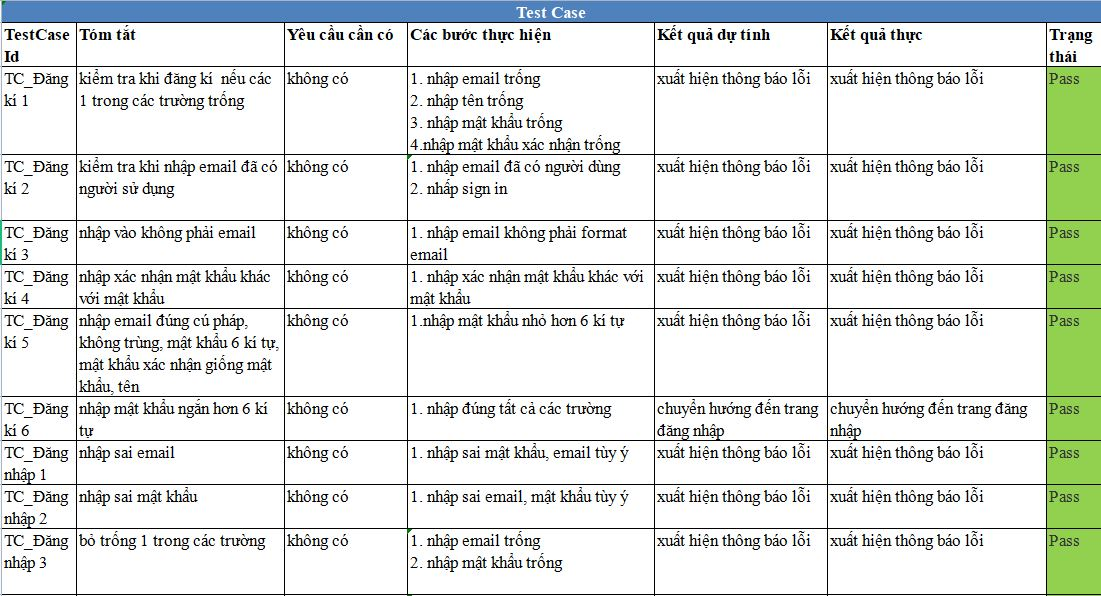 Test Case
TestCase Id
Tóm tắt
Yêu cầu cần có
Các bước thực hiện
Kết quả dự tính
Kết quả thực
Trạng thái
TC_Đăng kí 1
kiểm tra khi đăng kí nếu các
1 trong các trường trống
không có
1. nhập email trống
2. nhập tên trống
3. nhập mật khẩu trống
4.nhập mật khẩu xác nhận trống
xuất hiện thông báo lỗi
xuất hiện thông báo lỗi
Pass
TC_Đăng kí 2
kiểm tra khi nhập email đã có
người sử dụng
không có
1. nhập email đã có người dùng
2. nhấp sign in
xuất hiện thông báo lỗi
xuất hiện thông báo lỗi
Pass
TC_Đăng kí 3
nhập vào không phải email
không có
1. nhập email không phải format
email
xuất hiện thông báo lỗi
xuất hiện thông báo lỗi
Pass
TC_Đăng kí 4
nhập xác nhận mật khẩu khác
với mật khẩu
không có
1. nhập xác nhận mật khẩu khác với
mật khẩu
xuất hiện thông báo lỗi
xuất hiện thông báo lỗi
Pass
TC_Đăng kí 5
nhập email đúng cú pháp,
không trùng, mật khẩu 6 kí tự,
mật khẩu xác nhận giống mật
khẩu, tên
không có
1.nhập mật khẩu nhỏ hơn 6 kí tự
xuất hiện thông báo lỗi
xuất hiện thông báo lỗi
Pass
TC_Đăng kí 6
nhập mật khẩu ngắn hơn 6 kí
tự
không có
1. nhập đúng tất cả các trường
chuyển hướng đến trang
đăng nhập
chuyển hướng đến trang đăng
nhập
Pass
TC_Đăng nhập 1
nhập sai email
không có
1. nhập sai mật khẩu, email tùy ý
xuất hiện thông báo lỗi
xuất hiện thông báo lỗi
Pass
TC_Đăng nhập 2
nhập sai mật khẩu
không có
1. nhập sai email, mật khẩu tùy ý
xuất hiện thông báo lỗi
xuất hiện thông báo lỗi
Pass
TC_Đăng nhập 3
bỏ trống 1 trong các trường
không có
1. nhập email trống
2. nhập mật khẩu trống
xuất hiện thông báo lỗi
xuất hiện thông báo lỗi
Pass